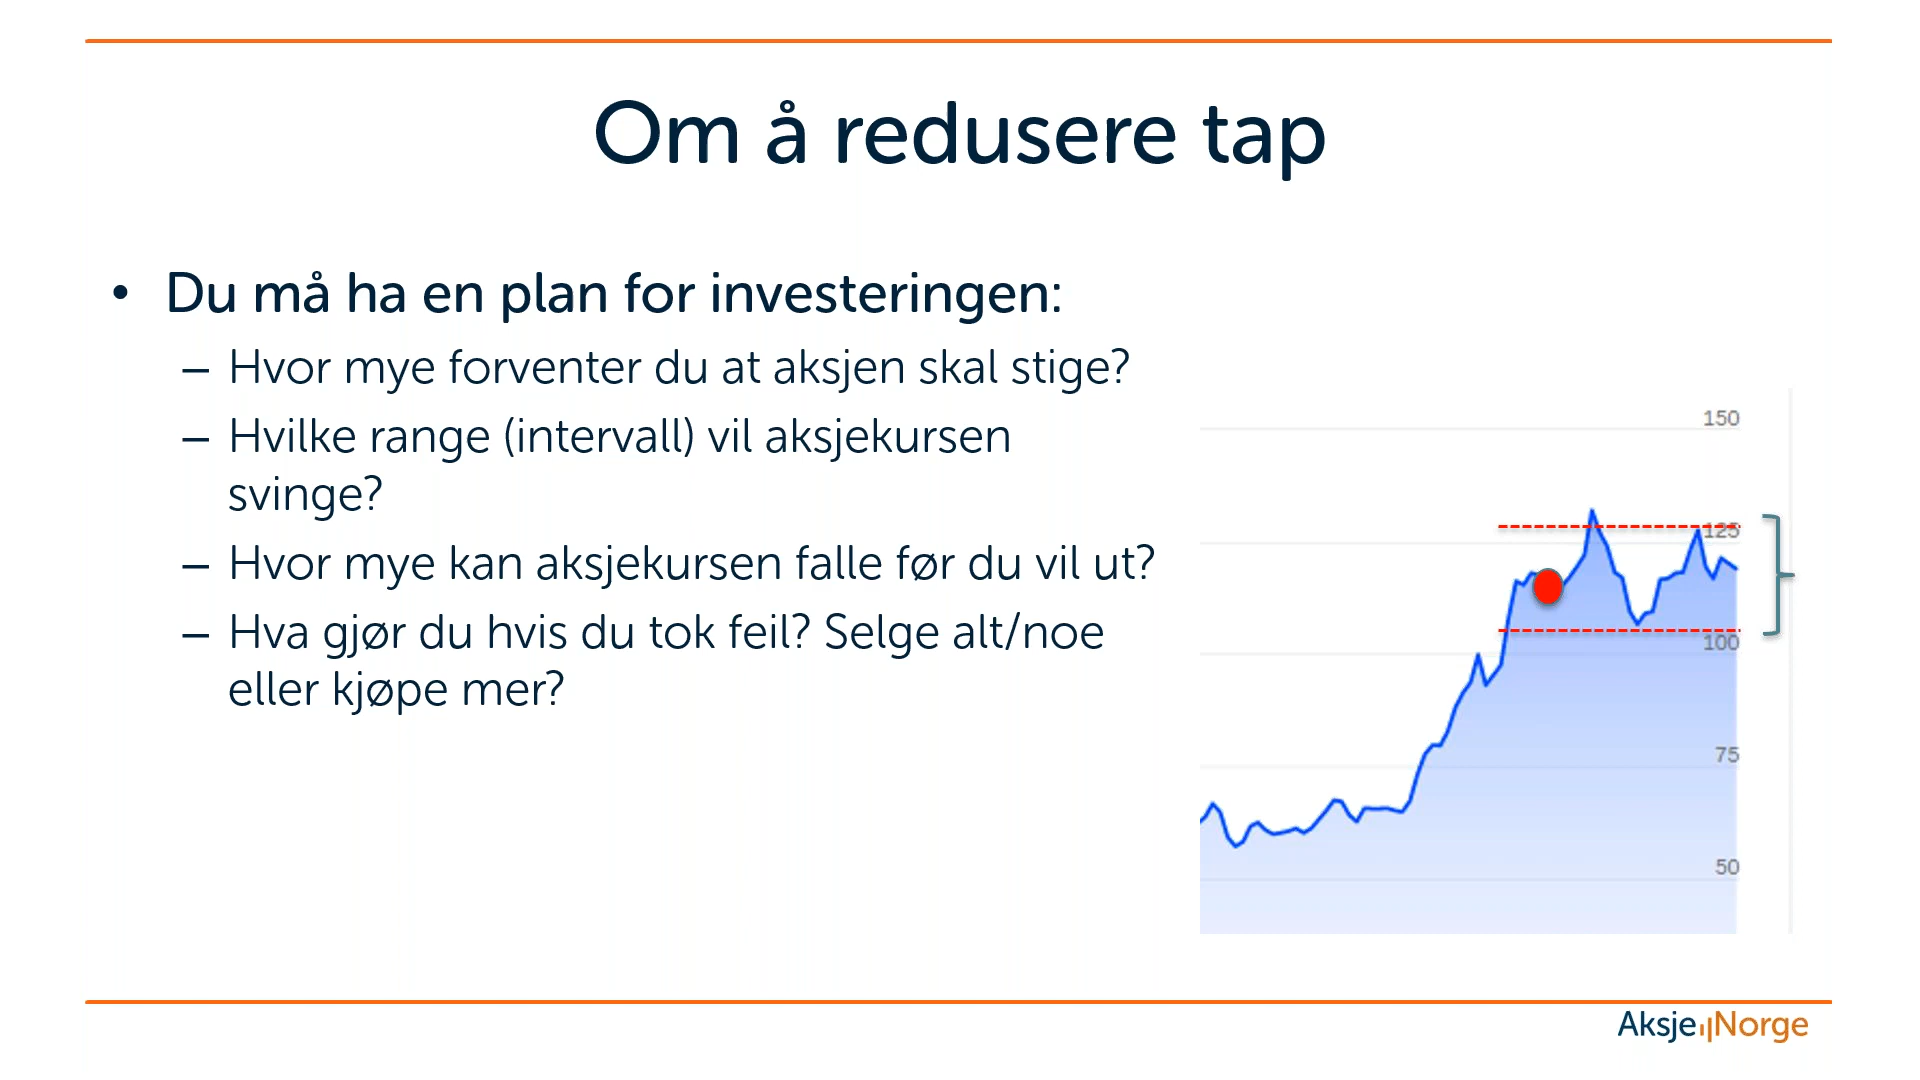 Om å redusere tap
• Du må ha en plan for investeringen:
– Hvor mye forventer du at aksjen skal stige?
– Hvilke range (intervall) vil aksjekursen
svinge?
– Hvor mye kan aksjekursen falle før du vil ut?
– Hva gjør du hvis du tok feil? Selge alt/noe
eller kjøpe mer?
150
125
100
75
50
AksjeNorge